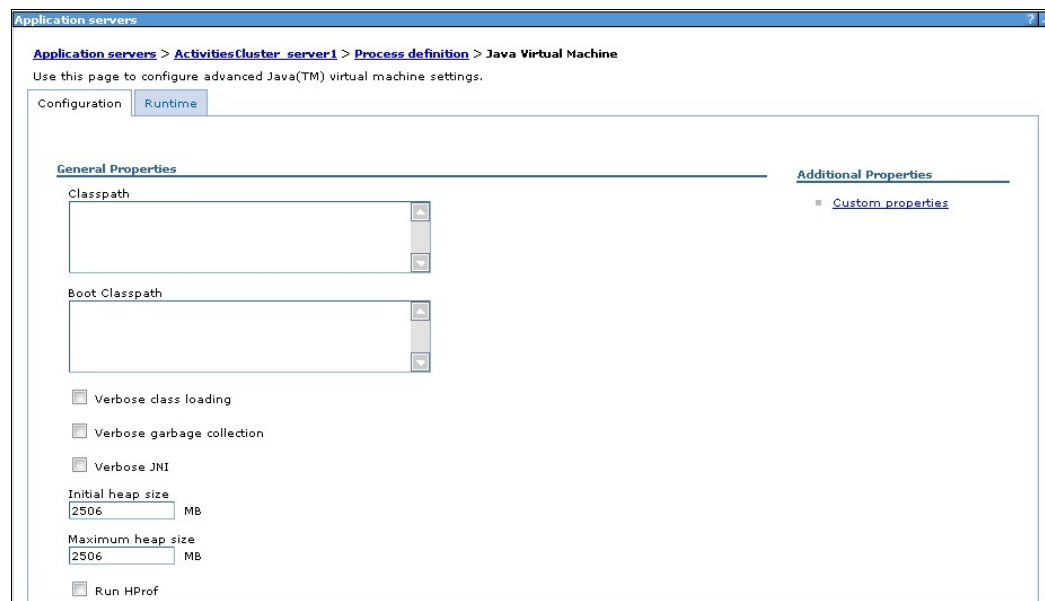 Application servers ?
Application servers > ActivitiesCluster_server1 > Process definition > Java Virtual Machine
Use this page to configure advanced Java(TM) virtual machine settings.
Configuration Runtime
General Properties
Classpath
Boot Classpath
Verbose class loading
Verbose garbage collection
Verbose JNI
Initial heap size
2506 MB
Maximum heap size
2506 MB
Run HProf
Additional Properties
Custom properties